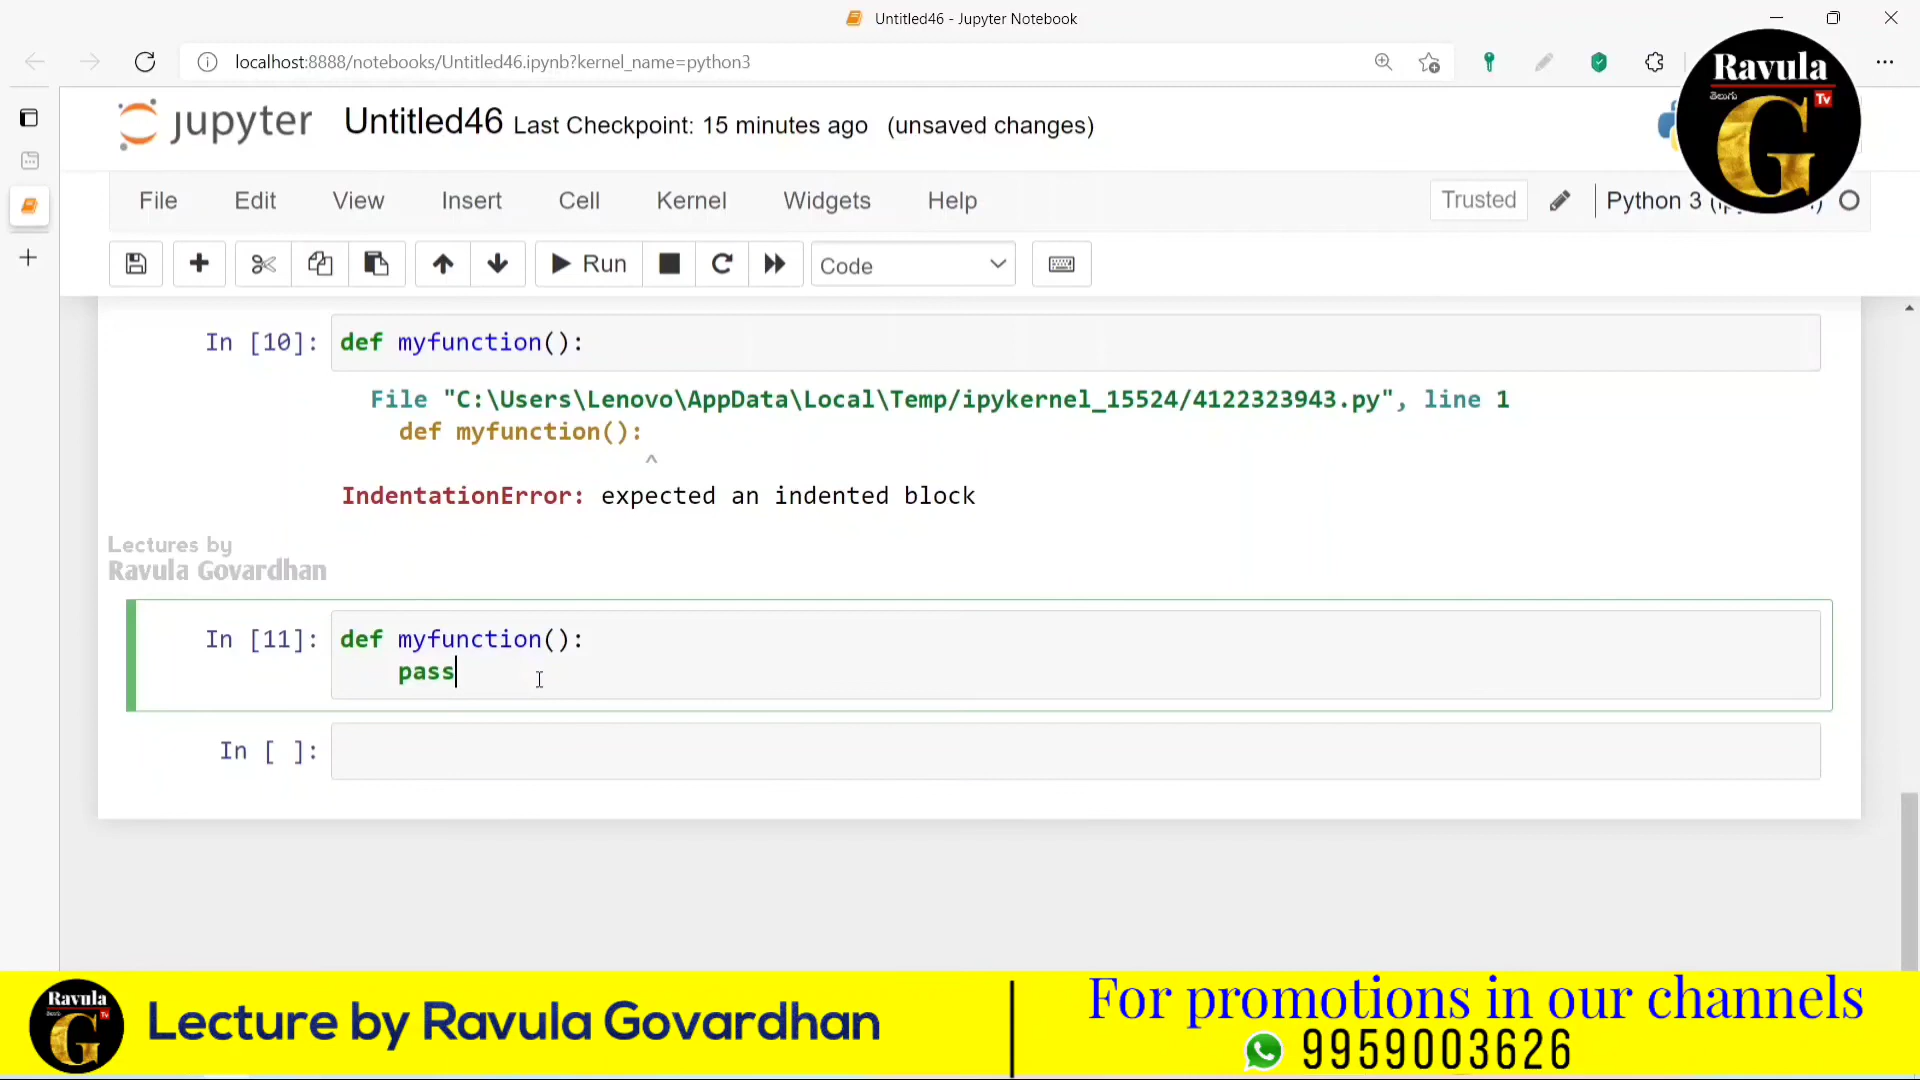 Untitled46 - Jupyter Notebook
localhost:8888/notebooks/Untitled46.ipynb?kernel_name=python3
Ravula
తెలుగు
Tv
G
jupyter Untitled46 Last Checkpoint: 15 minutes ago (unsaved changes)
File Edit View Insert Cell Kernel Widgets Help
Trusted
Python 3
Run
Code
In [10]: def myfunction():
File "C:\Users\Lenovo\AppData\Local\Temp/ipykernel_15524/4122323943.py", line 1
def myfunction():
^
IndentationError: expected an indented block
Lectures by
Ravula Govardhan
In [11]: def myfunction():
pass
In [ ]:
Ravula
G
Lecture by Ravula Govardhan
For promotions in our channels
9959003626